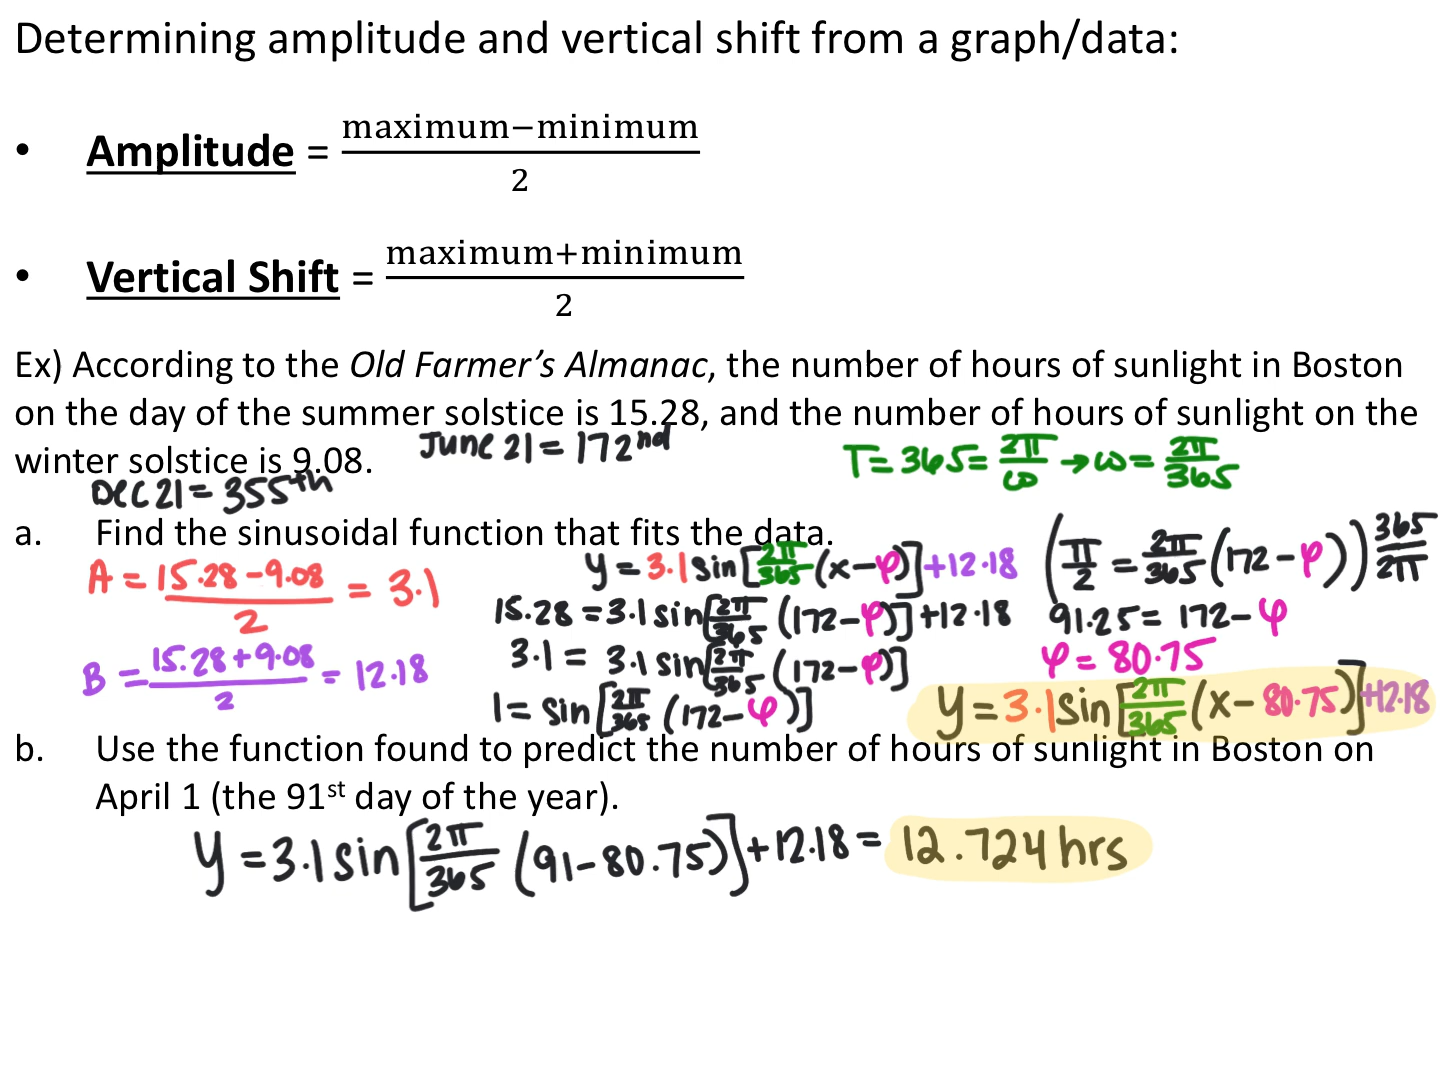 Determining amplitude and vertical shift from a graph/data:
• Amplitude = maximum−minimum / 2
• Vertical Shift = maximum+minimum / 2
Ex) According to the Old Farmer's Almanac, the number of hours of sunlight in Boston
on the day of the summer solstice is 15.28, and the number of hours of sunlight on the
winter solstice is 9.08.
June 21 = 172nd
Dec 21 = 355th
T = 365 = 2π/ω → ω = 2π/365
a. Find the sinusoidal function that fits the data.
A = 15.28 - 9.08 / 2 = 3.1
B = 15.28 + 9.08 / 2 = 12.18
y = 3.1 sin[2π/365 (x-φ)] + 12.18
15.28 = 3.1 sin[2π/365 (172-φ)] + 12.18
3.1 = 3.1 sin[2π/365 (172-φ)]
1 = sin[2π/365 (172-φ)]
(π/2 = 2π/365 (172-φ)) 365/2π
91.25 = 172-φ
φ = 80.75
y = 3.1 sin[2π/365 (x-80.75)] + 12.18
b. Use the function found to predict the number of hours of sunlight in Boston on
April 1 (the 91st day of the year).
y = 3.1 sin[2π/365 (91-80.75)] + 12.18 = 12.724 hrs